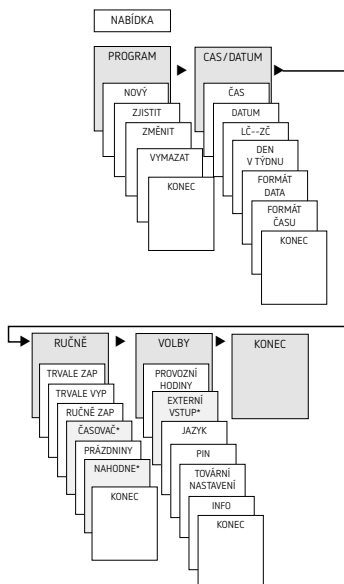 NABÍDKA
PROGRAM
NOVÝ
ZJISTIT
ZMĚNIT
VYMAZAT
KONEC
CAS/DATUM
ČAS
DATUM
LČ--ZČ
DEN
V TÝDNU
FORMÁT
DATA
FORMÁT
ČASU
KONEC
RUČNĚ
TRVALE ZAP
TRVALE VYP
RUČNĚ ZAP
ČASOVAČ*
PRÁZDNINY
NAHODNE*
KONEC
VOLBY
PROVOZNÍ
HODINY
EXTERNÍ
VSTUP*
JAZYK
PIN
TOVÁRNÍ
NASTAVENÍ
INFO
KONEC
KONEC